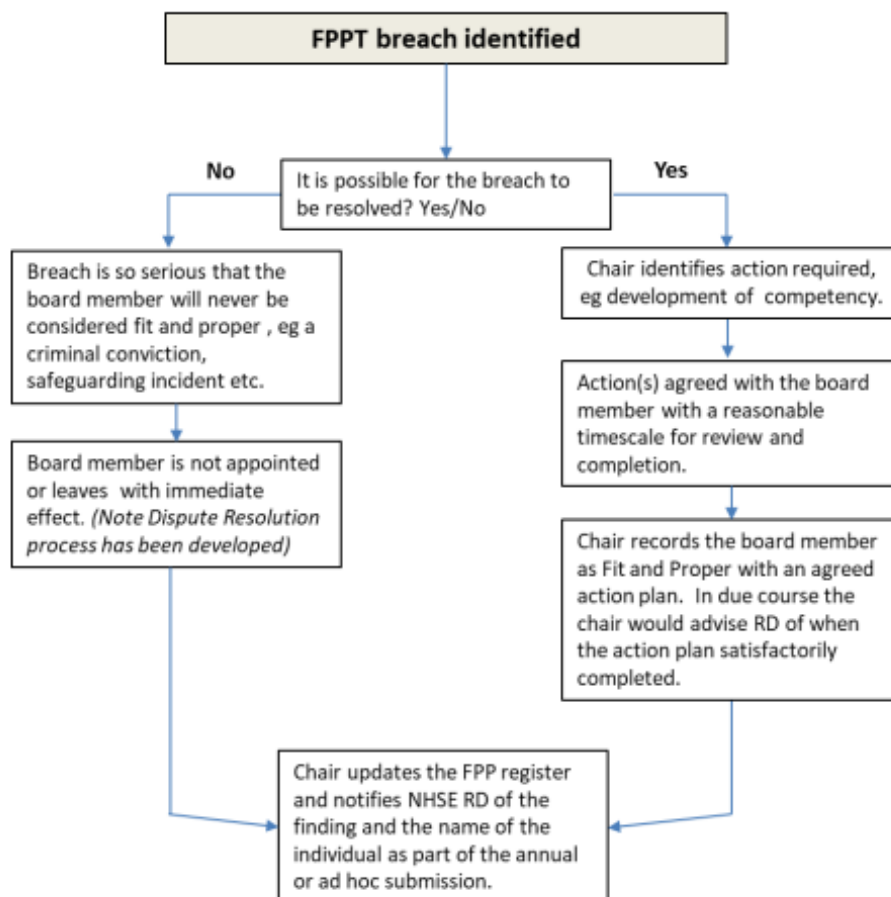 FPPT breach identified
No
It is possible for the breach to
be resolved? Yes/No
Yes
Breach is so serious that the
board member will never be
considered fit and proper , eg a
criminal conviction,
safeguarding incident etc.
Chair identifies action required,
eg development of competency.
Action(s) agreed with the board
member with a reasonable
timescale for review and
completion.
Board member is not appointed
or leaves with immediate
effect. (Note Dispute Resolution
process has been developed)
Chair records the board member
as Fit and Proper with an agreed
action plan. In due course the
chair would advise RD of when
the action plan satisfactorily
completed.
Chair updates the FPP register
and notifies NHSE RD of the
finding and the name of the
individual as part of the annual
or ad hoc submission.